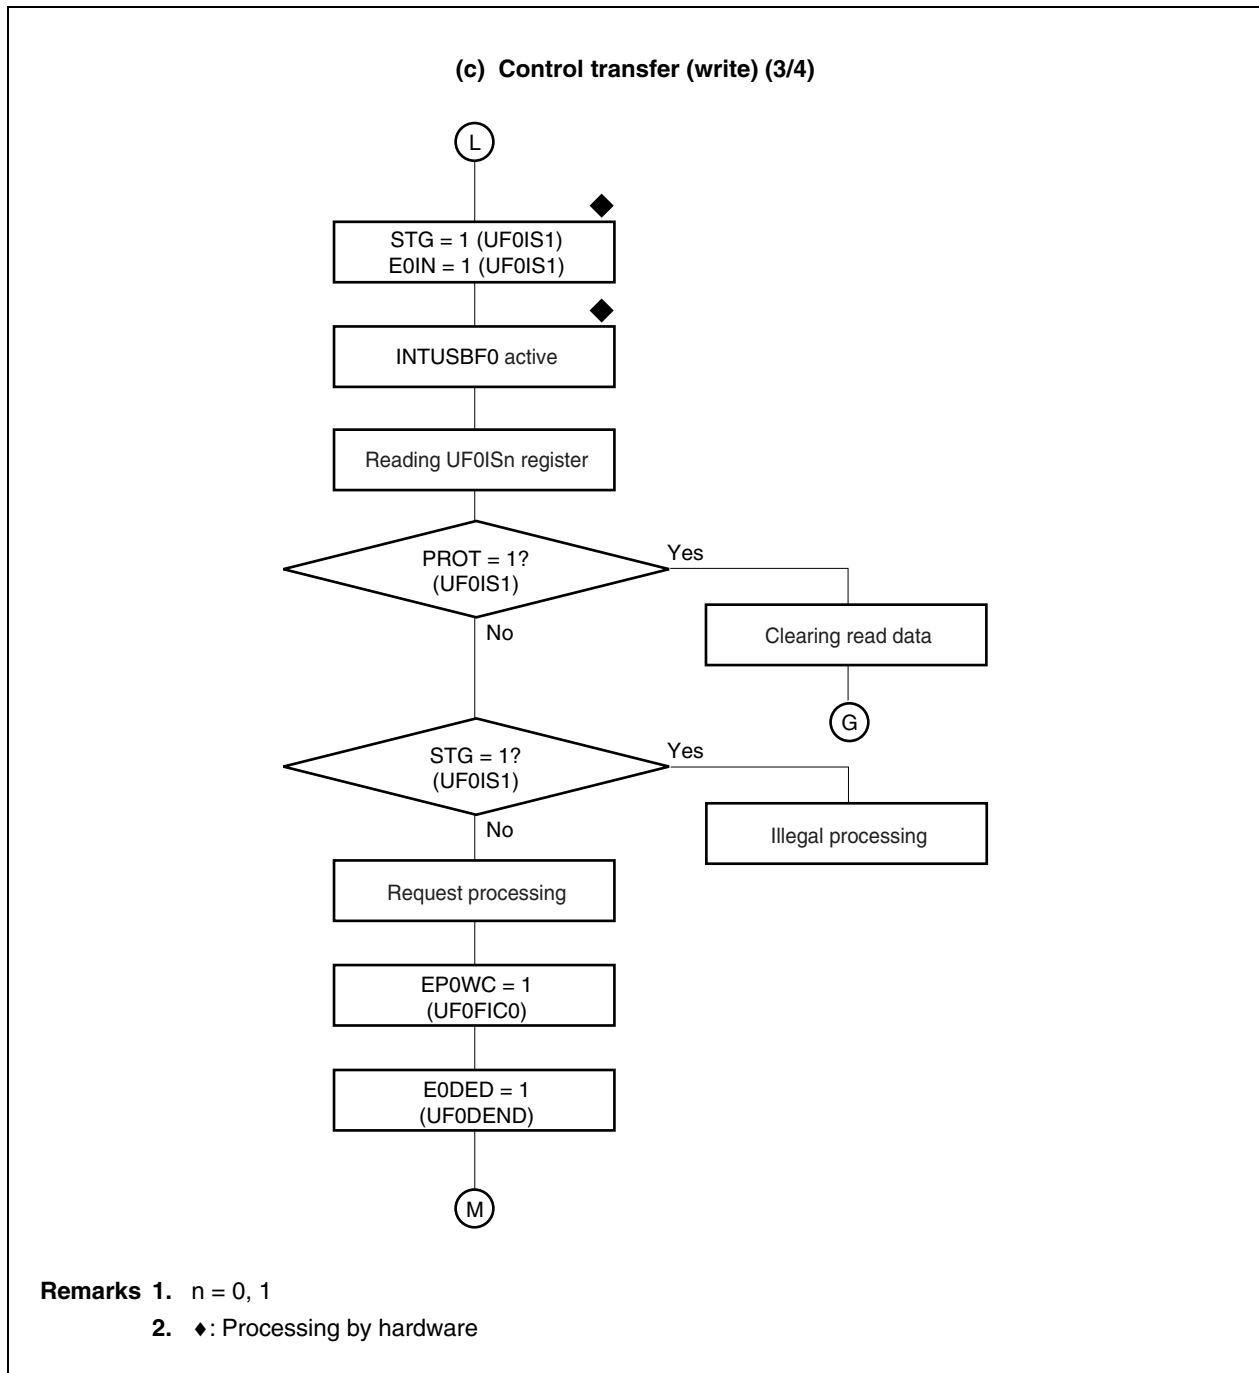 (c) Control transfer (write) (3/4)
L
STG = 1 (UF0IS1)
E0IN = 1 (UF0IS1)
INTUSBF0 active
Reading UF0ISn register
PROT = 1?
(UF0IS1)
Yes
No
Clearing read data
G
STG = 1?
(UF0IS1)
Yes
No
Illegal processing
Request processing
EP0WC = 1
(UF0FIC0)
E0DED = 1
(UF0DEND)
M
Remarks 1. n = 0, 1
2. ♦: Processing by hardware